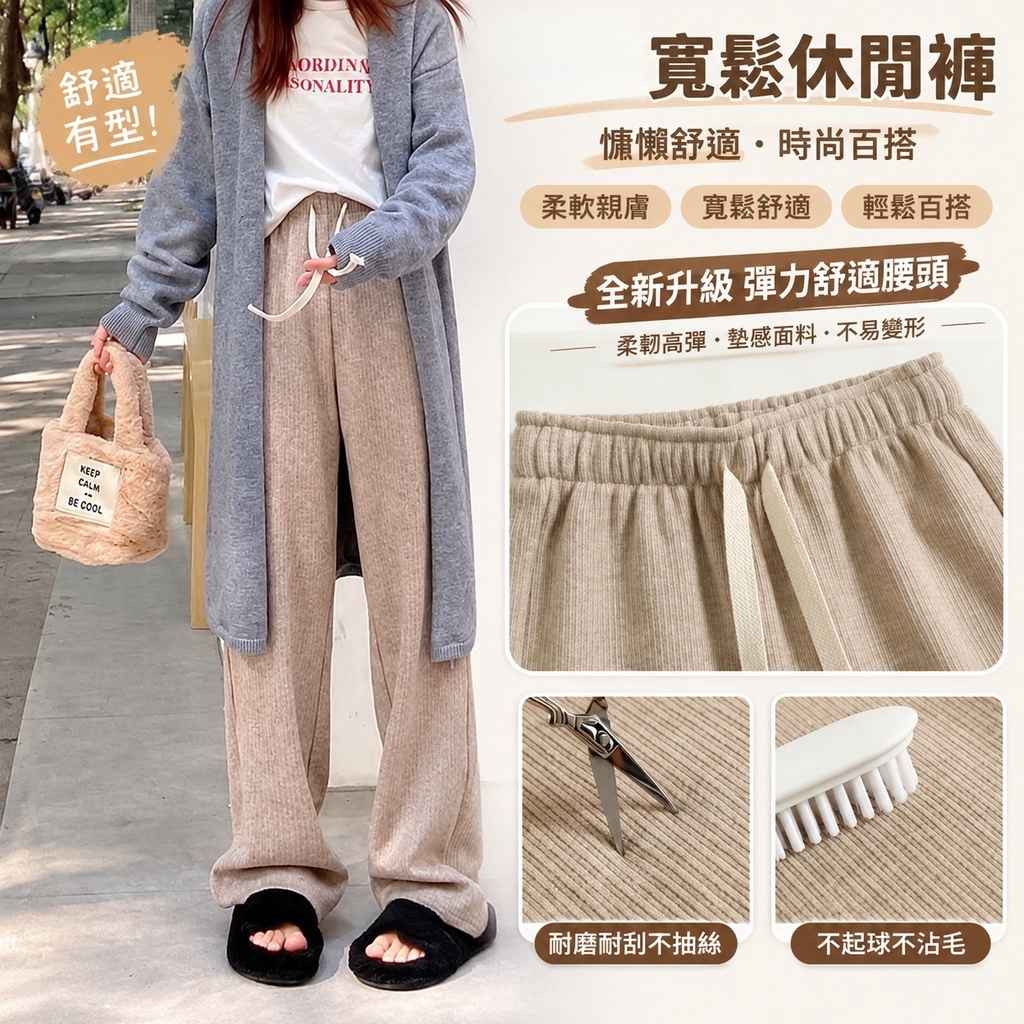 舒適
有型!
ORDINA
SONALITY
KEEP
CALM
BE COOL
寬鬆休閒褲
慵懶舒適・時尚百搭
柔軟親膚
寬鬆舒適
輕鬆百搭
全新升級 彈力舒適腰頭
柔韌高彈・墊感面料・不易變形
耐磨耐刮不抽絲
不起球不沾毛